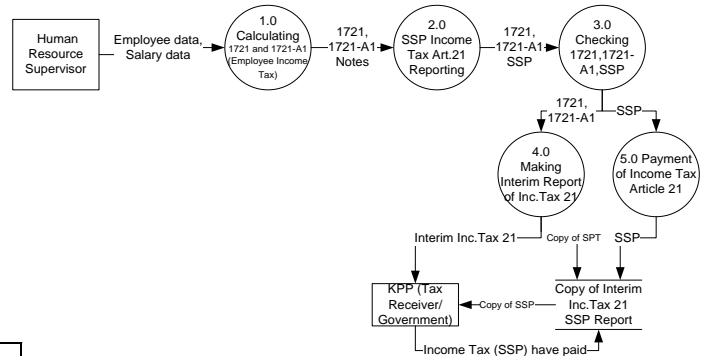 Human
Resource
Supervisor
Employee data,
Salary data
1.0
Calculating
1721 and 1721-A1
(Employee Income
Tax)
1721,
1721-A1
Notes
2.0
SSP Income
Tax Art.21
Reporting
1721,
1721-A1
SSP
3.0
Checking
1721,1721-
A1,SSP
1721,
1721-A1
SSP
4.0
Making
Interim Report
of Inc.Tax 21
5.0 Payment
of Income Tax
Article 21
Interim Inc.Tax 21
Copy of SPT
SSP
KPP (Tax
Receiver/
Government)
Copy of SSP
Copy of Interim
Inc.Tax 21
SSP Report
Income Tax (SSP) have paid